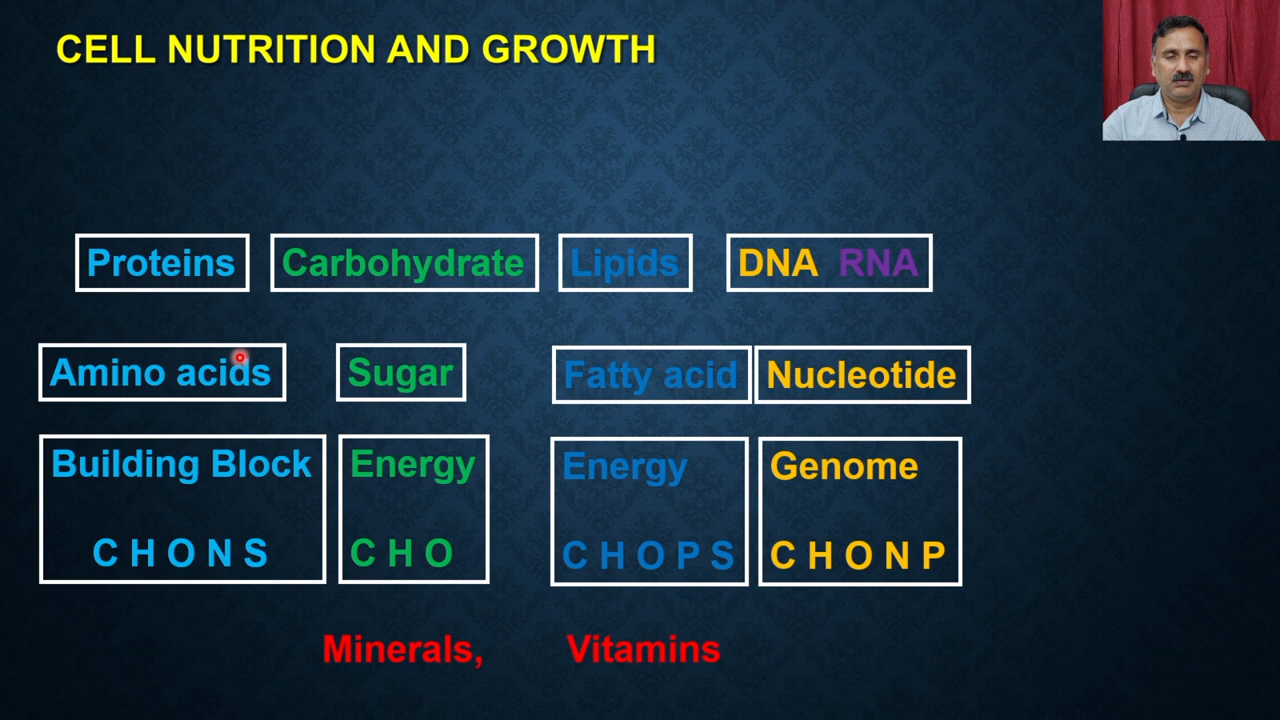 CELL NUTRITION AND GROWTH
Proteins Carbohydrate Lipids DNA RNA
Amino acids Sugar Fatty acid Nucleotide
Building Block Energy Energy Genome
C H O N S C H O C H O P S C H O N P
Minerals, Vitamins